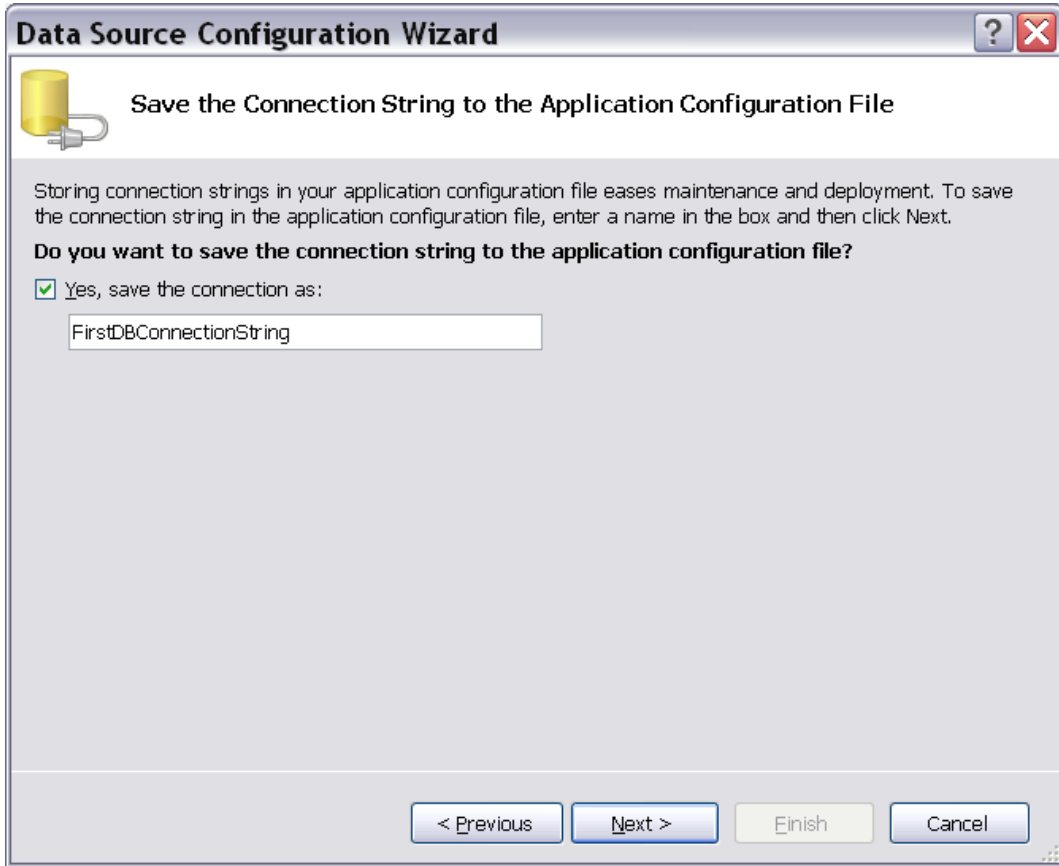 Data Source Configuration Wizard
?
Save the Connection String to the Application Configuration File
Storing connection strings in your application configuration file eases maintenance and deployment. To save
the connection string in the application configuration file, enter a name in the box and then click Next.
Do you want to save the connection string to the application configuration file?
Yes, save the connection as:
FirstDBConnectionString
< Previous
Next >
Finish
Cancel